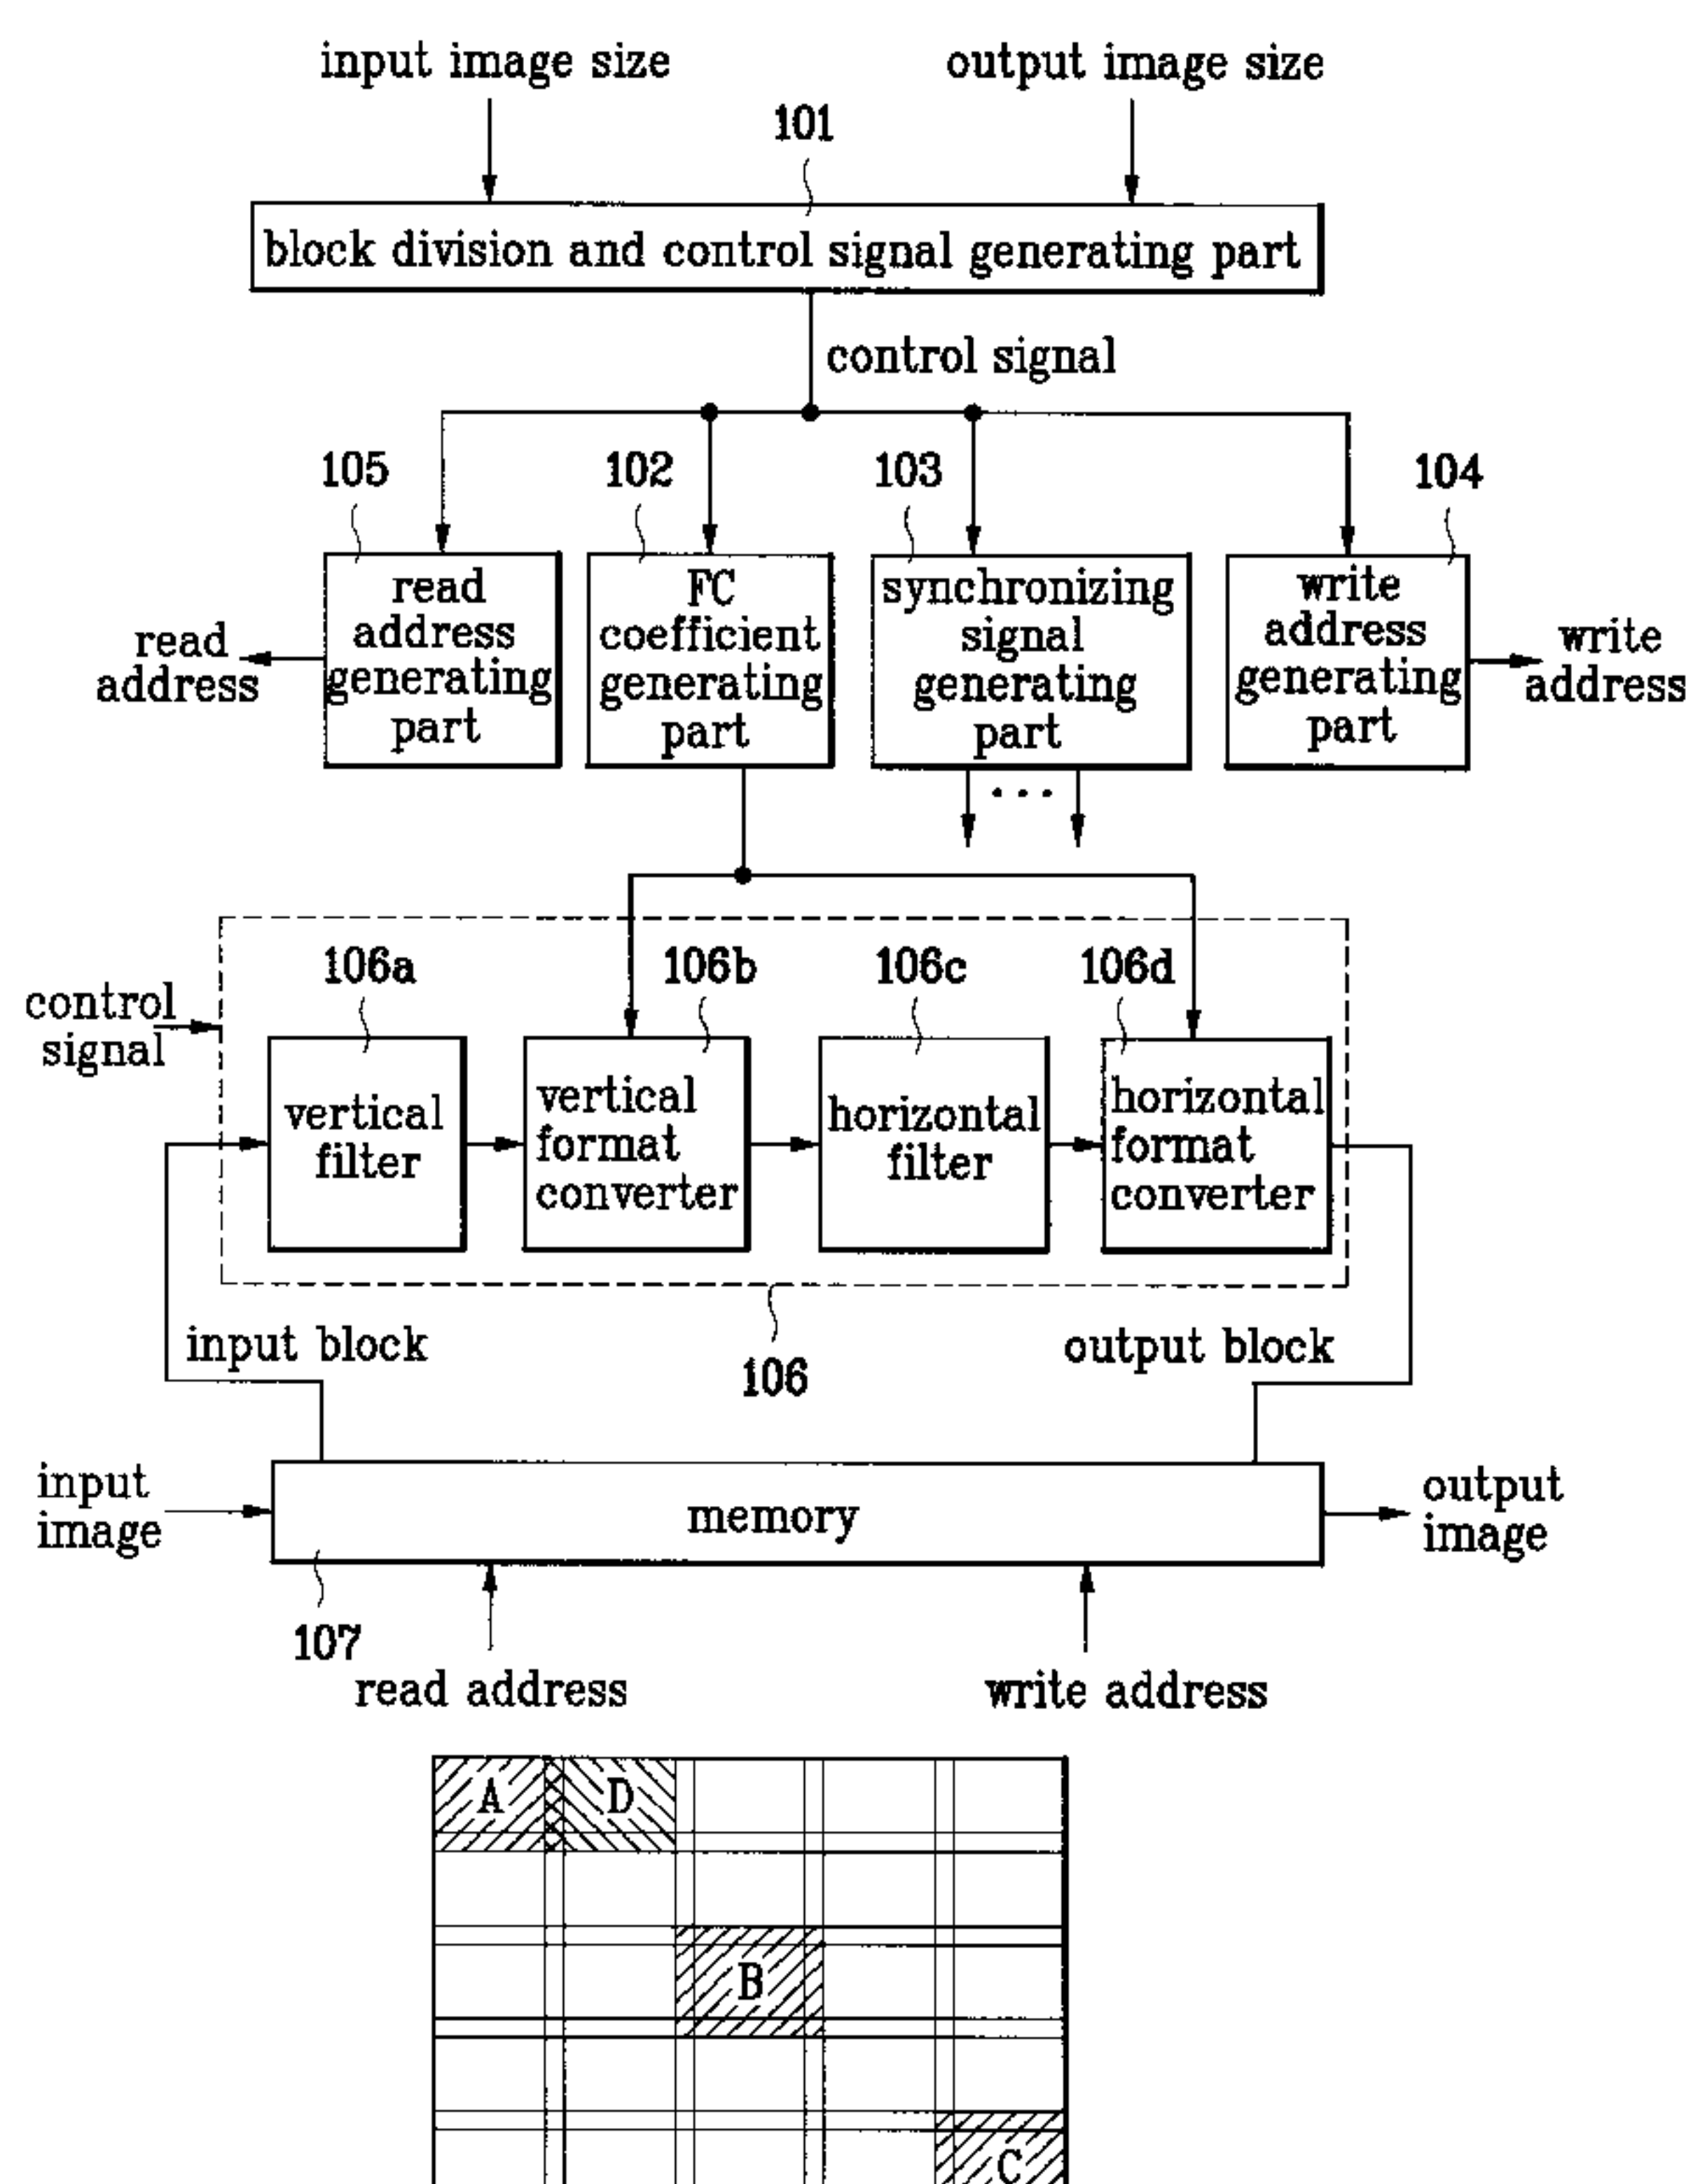 input image size
output image size
101
block division and control signal generating part
control signal
105
102
103
104
read
address
generating
part
FC
coefficient
generating
part
synchronizing
signal
generating
part
write
address
generating
part
read
address
write
address
106a
106b
106c
106d
control
signal
vertical
filter
vertical
format
converter
horizontal
filter
horizontal
format
converter
input block
106
output block
input
image
memory
output
image
107
read address
write address
A
D
B
C